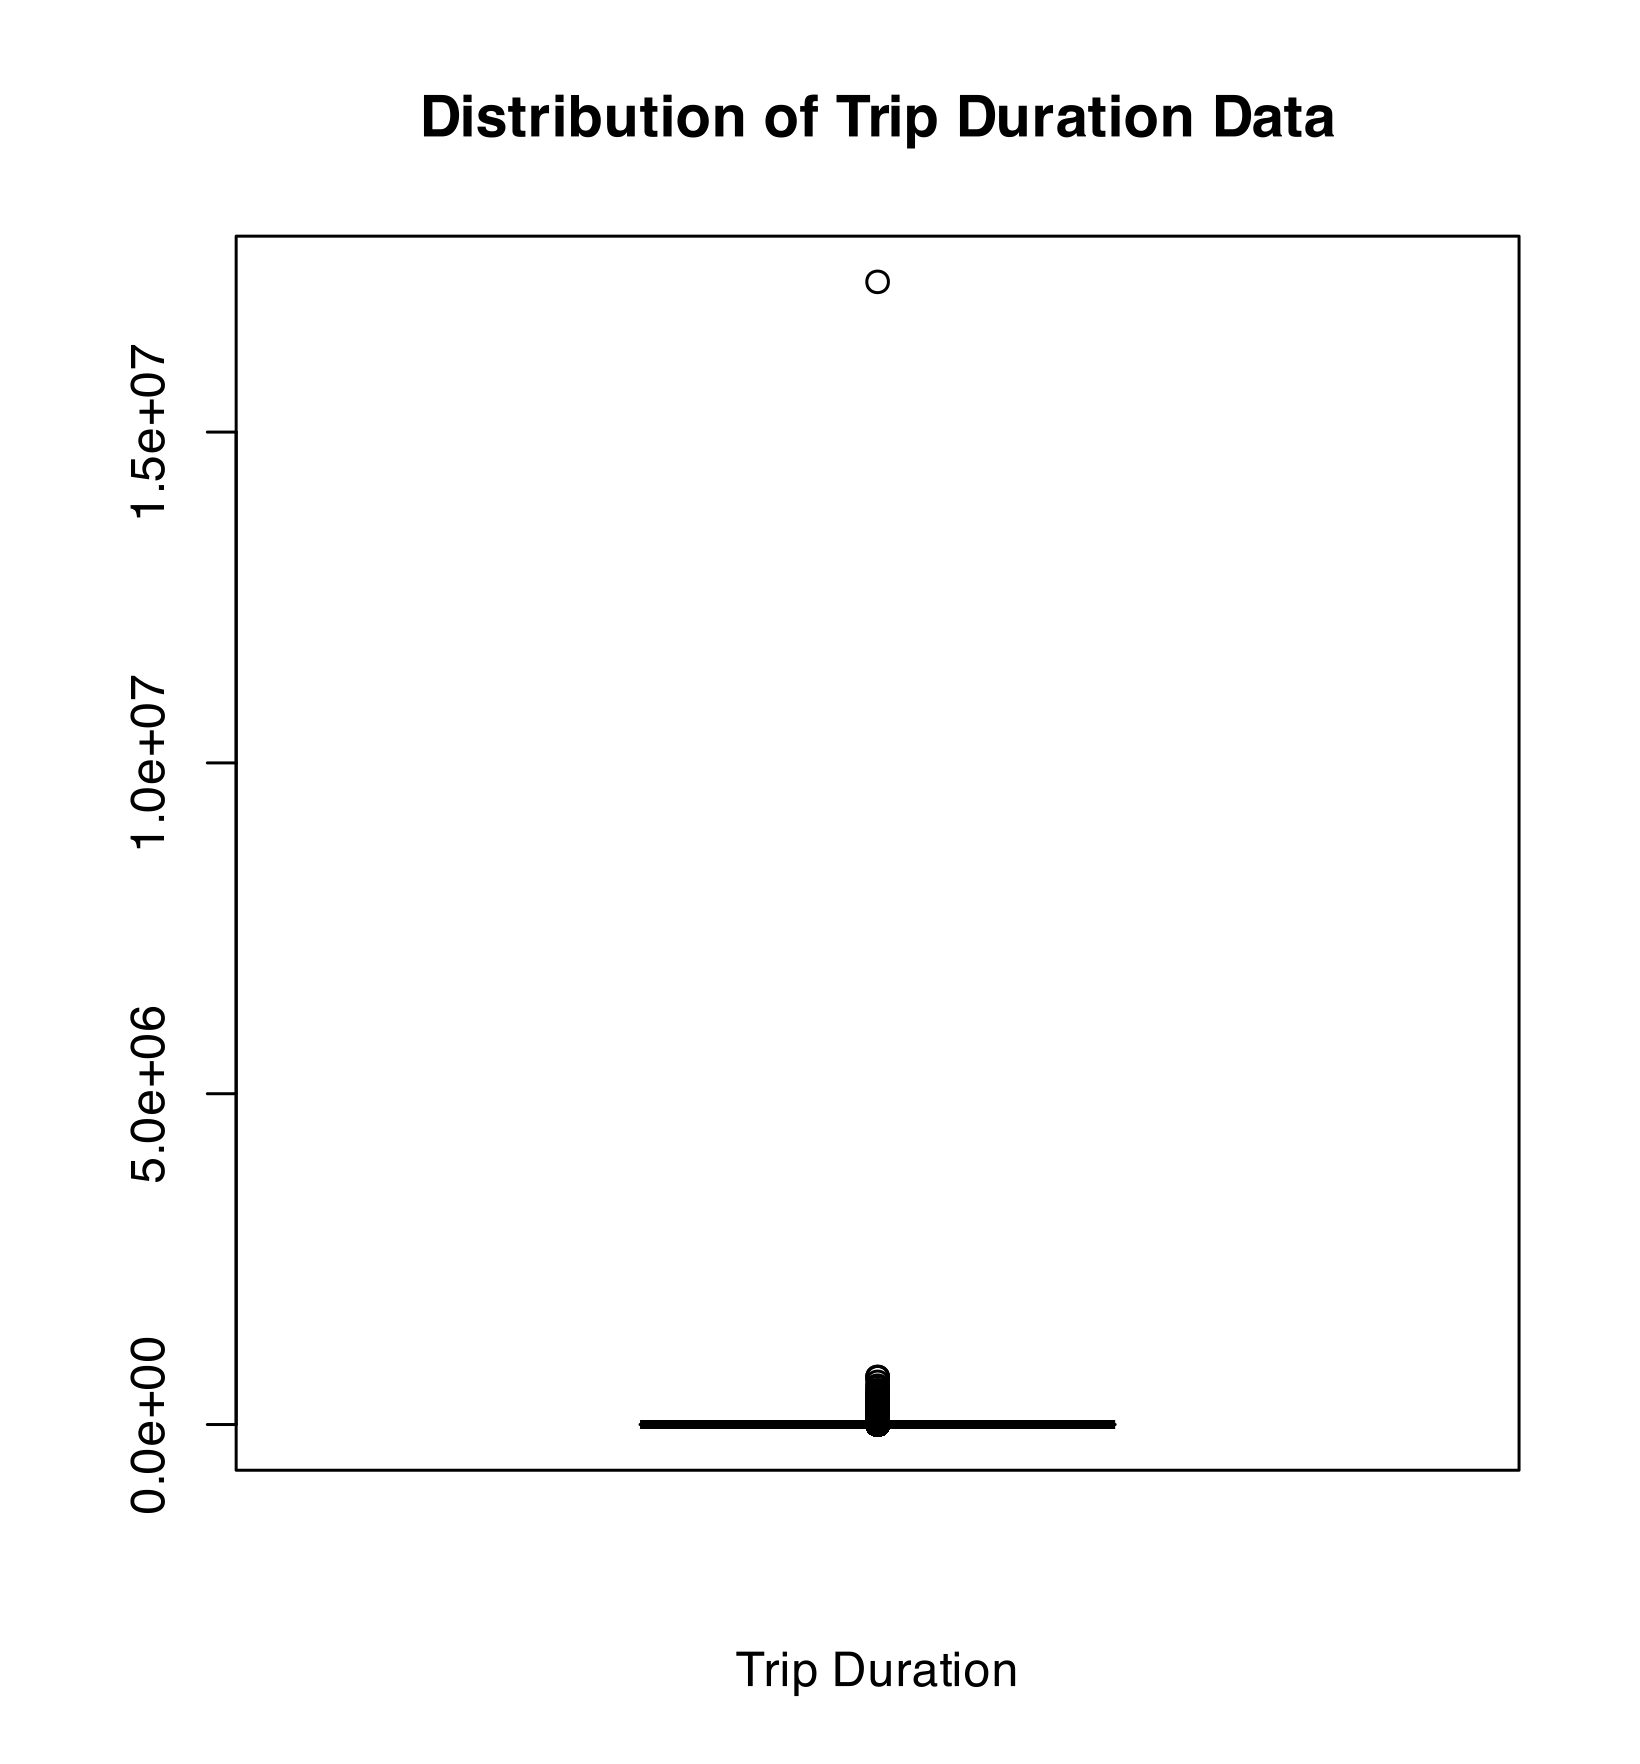 Distribution of Trip Duration Data
1.5e+07
1.0e+07
5.0e+06
0.0e+00
Trip Duration